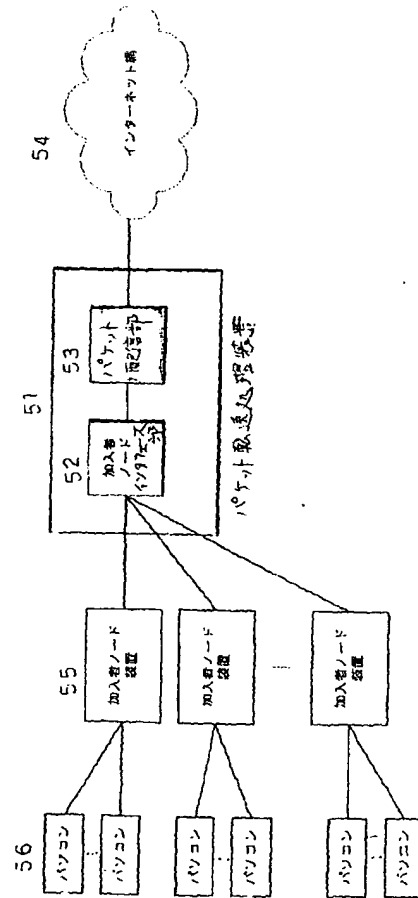 56
パソコン
パソコン
パソコン
パソコン
パソコン
パソコン
55
加入者ノード
装置
加入者ノード
装置
加入者ノード
装置
51
52
加入者
ノード
インタフェース
部
53
パケット
配信部
パケット転送処理装置
54
インターネット網